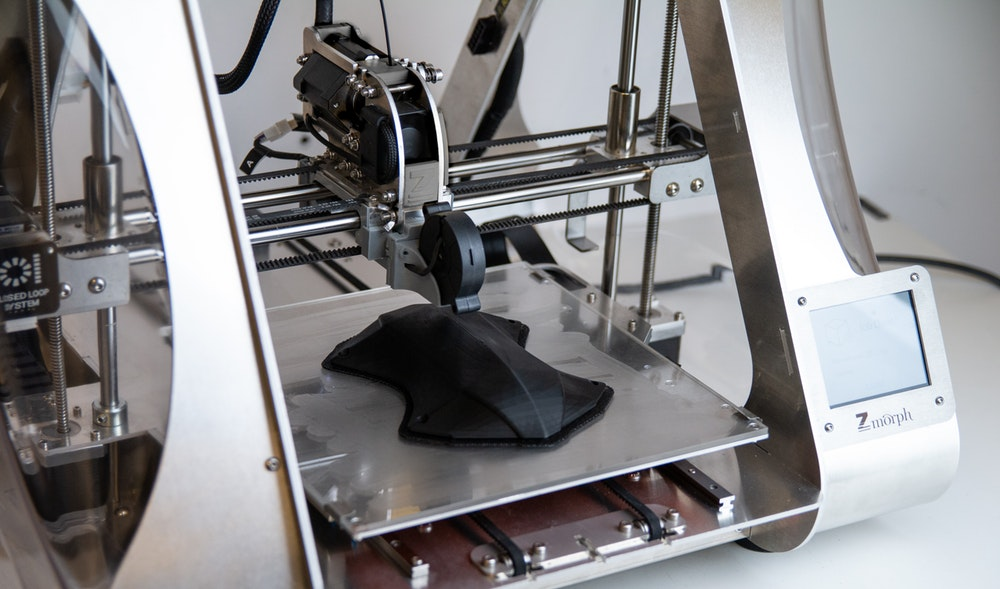 LOSED LOOP
SYSTEM
A
Z
Zmorph